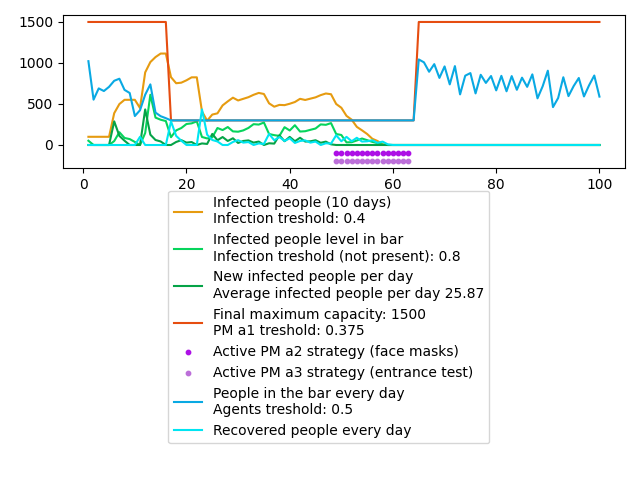 1500
1000
500
0
0
20
40
60
80
100
Infected people (10 days)
Infection treshold: 0.4
Infected people level in bar
Infection treshold (not present): 0.8
New infected people per day
Average infected people per day 25.87
Final maximum capacity: 1500
PM a1 treshold: 0.375
Active PM a2 strategy (face masks)
Active PM a3 strategy (entrance test)
People in the bar every day
Agents treshold: 0.5
Recovered people every day